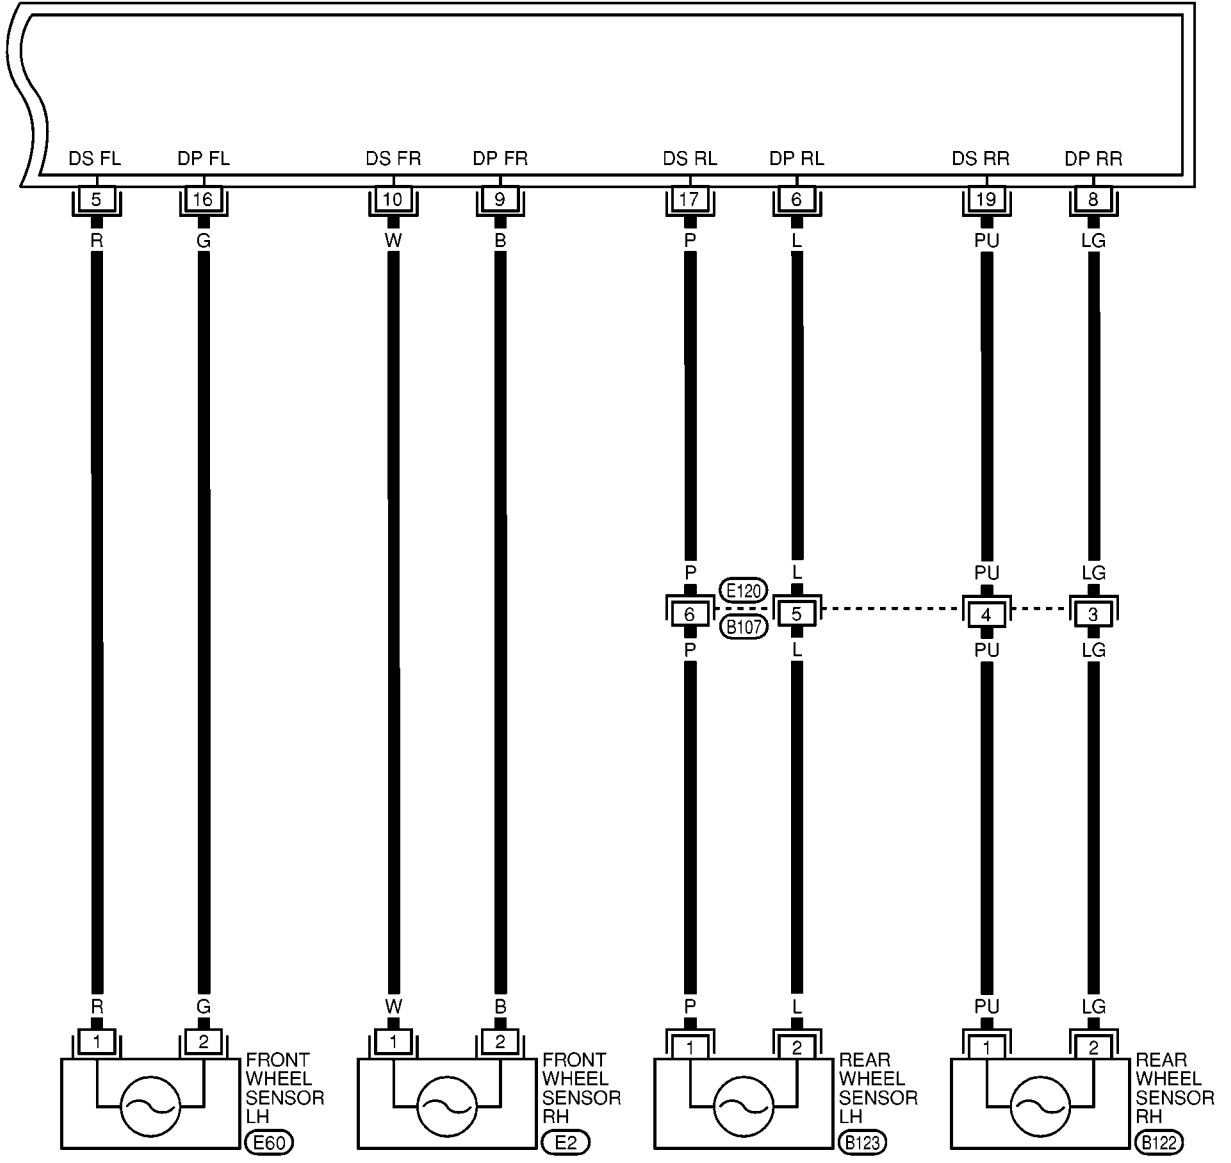 DS FL DP FL DS FR DP FR DS RL DP RL DS RR DP RR
5 16 10 9 17 6 19 8
R G W B P L PU LG
P L PU LG
E120
6 5 4 3
B107
P L PU LG
R G W B P L PU LG
1 2 1 2 1 2 1 2
FRONT
WHEEL
SENSOR
LH
E60
FRONT
WHEEL
SENSOR
RH
E2
REAR
WHEEL
SENSOR
LH
B123
REAR
WHEEL
SENSOR
RH
B122